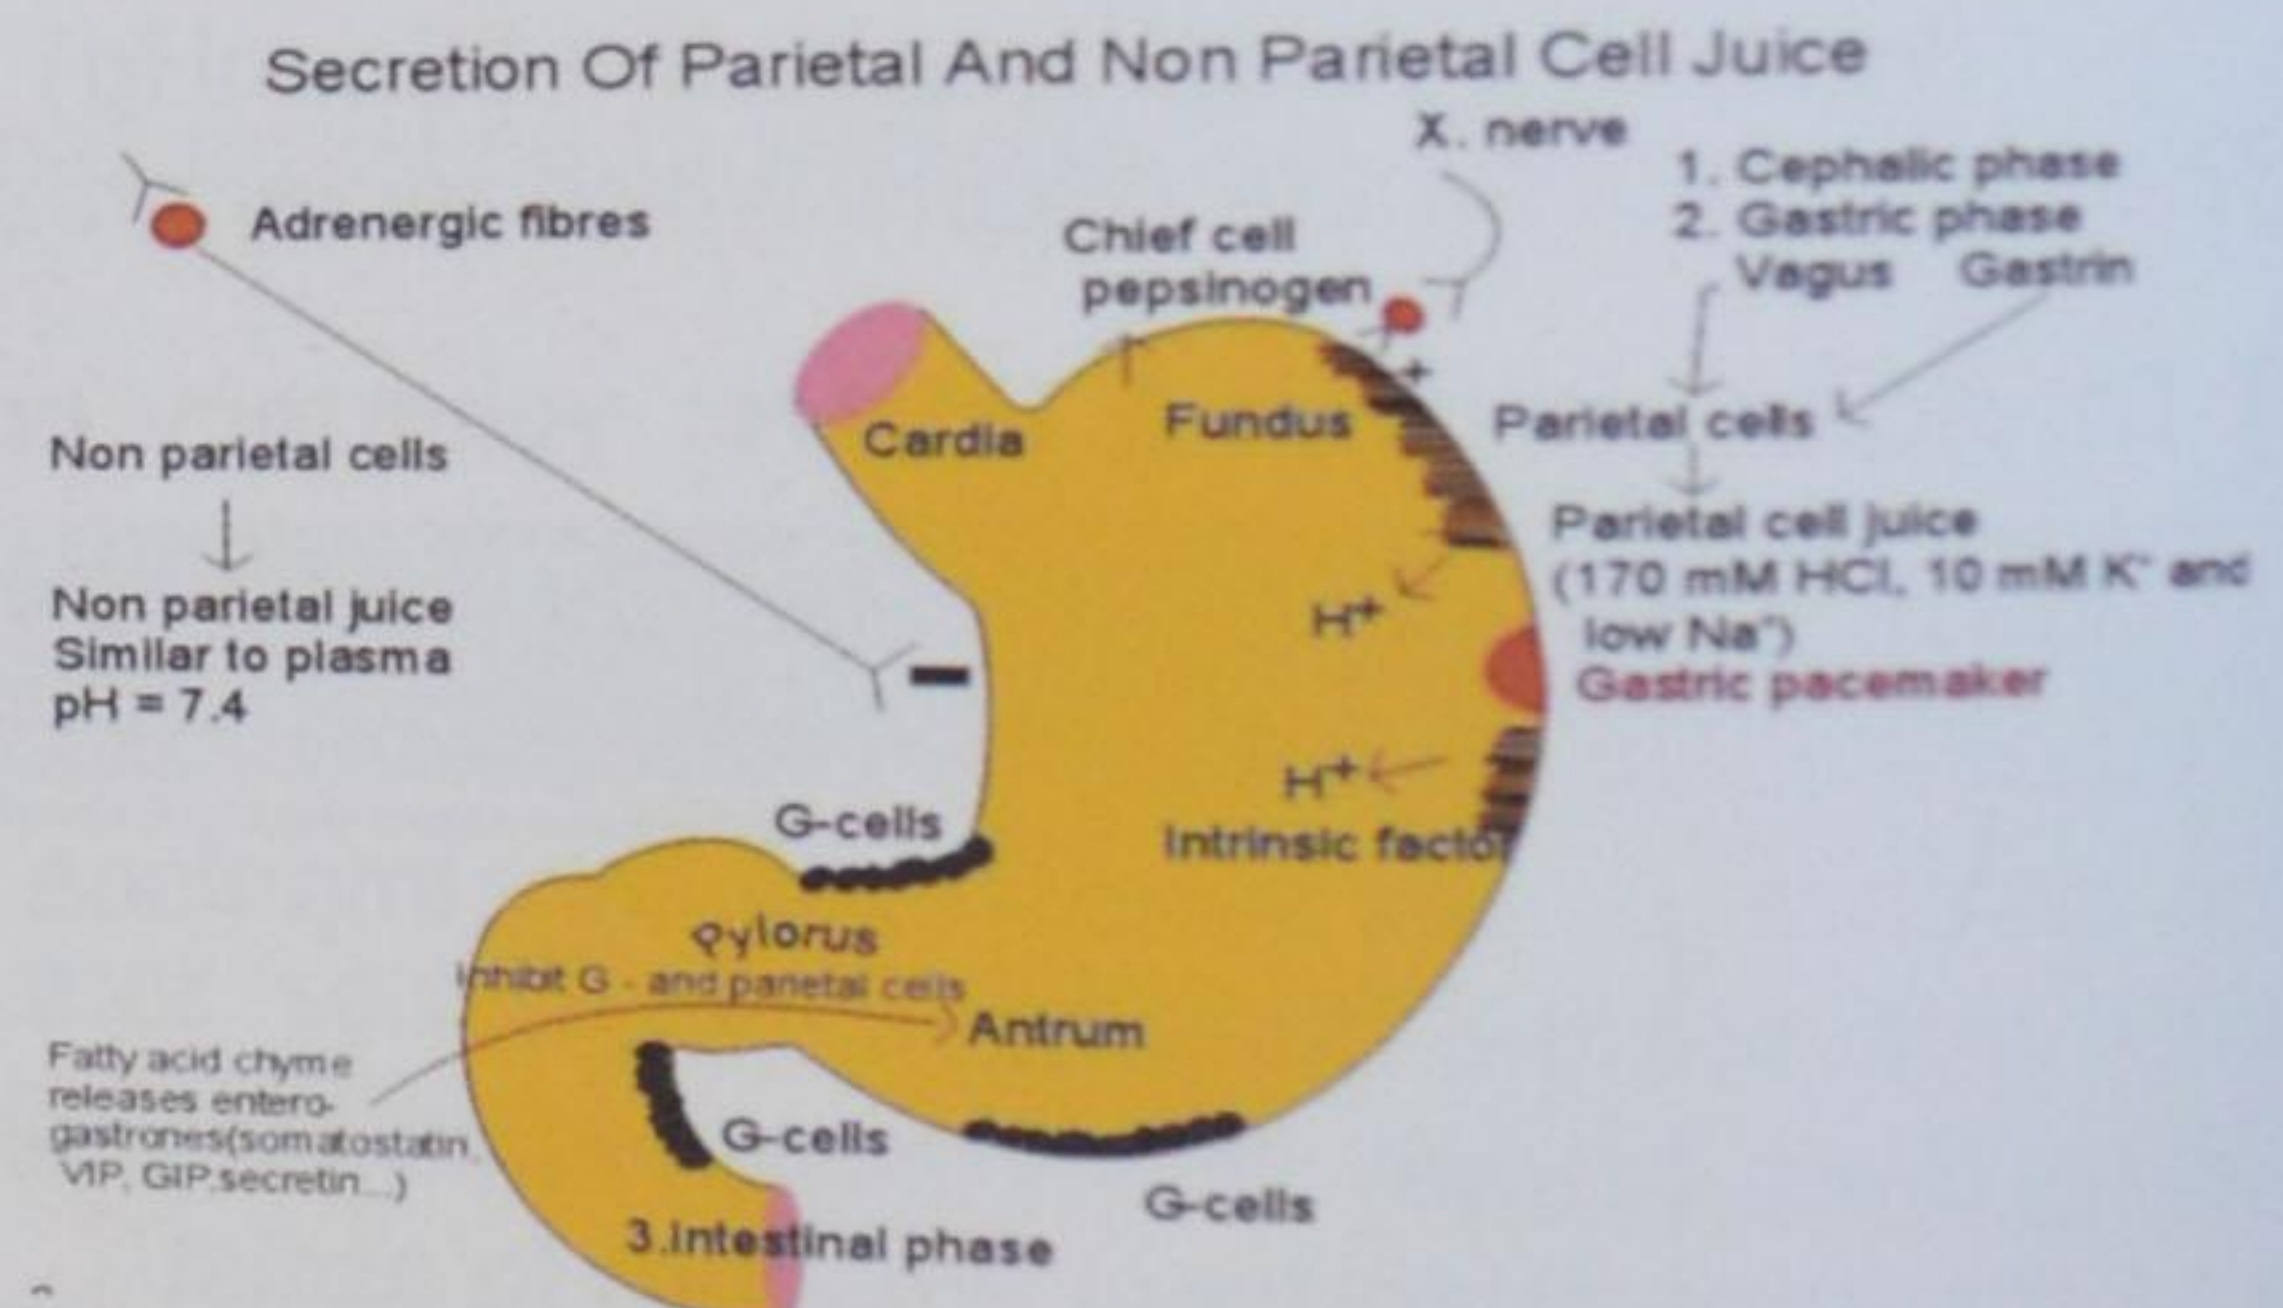 Secretion Of Parietal And Non Parietal Cell Juice
X. nerve
1. Cephalic phase
2. Gastric phase
Vagus Gastrin
Adrenergic fibres
Chief cell
pepsinogen
+
Cardia
Fundus
Parietal cells
Non parietal cells
Parietal cell juice
(170 mM HCl, 10 mM K+ and
low Na+)
Gastric pacemaker
H+
Non parietal juice
Similar to plasma
pH = 7.4
H+
Intrinsic factor
G-cells
Pylorus
Inhibit G - and parietal cells
Antrum
Fatty acid chyme
releases entero-
gastrones(somatostatin,
VIP, GIP,secretin...)
G-cells
G-cells
3.Intestinal phase